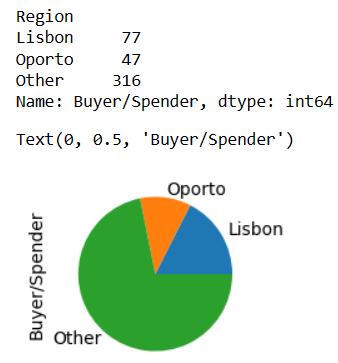 Region
Lisbon 77
Oporto 47
Other 316
Name: Buyer/Spender, dtype: int64
Text(0, 0.5, 'Buyer/Spender')
Oporto
Lisbon
Buyer/Spender
Other